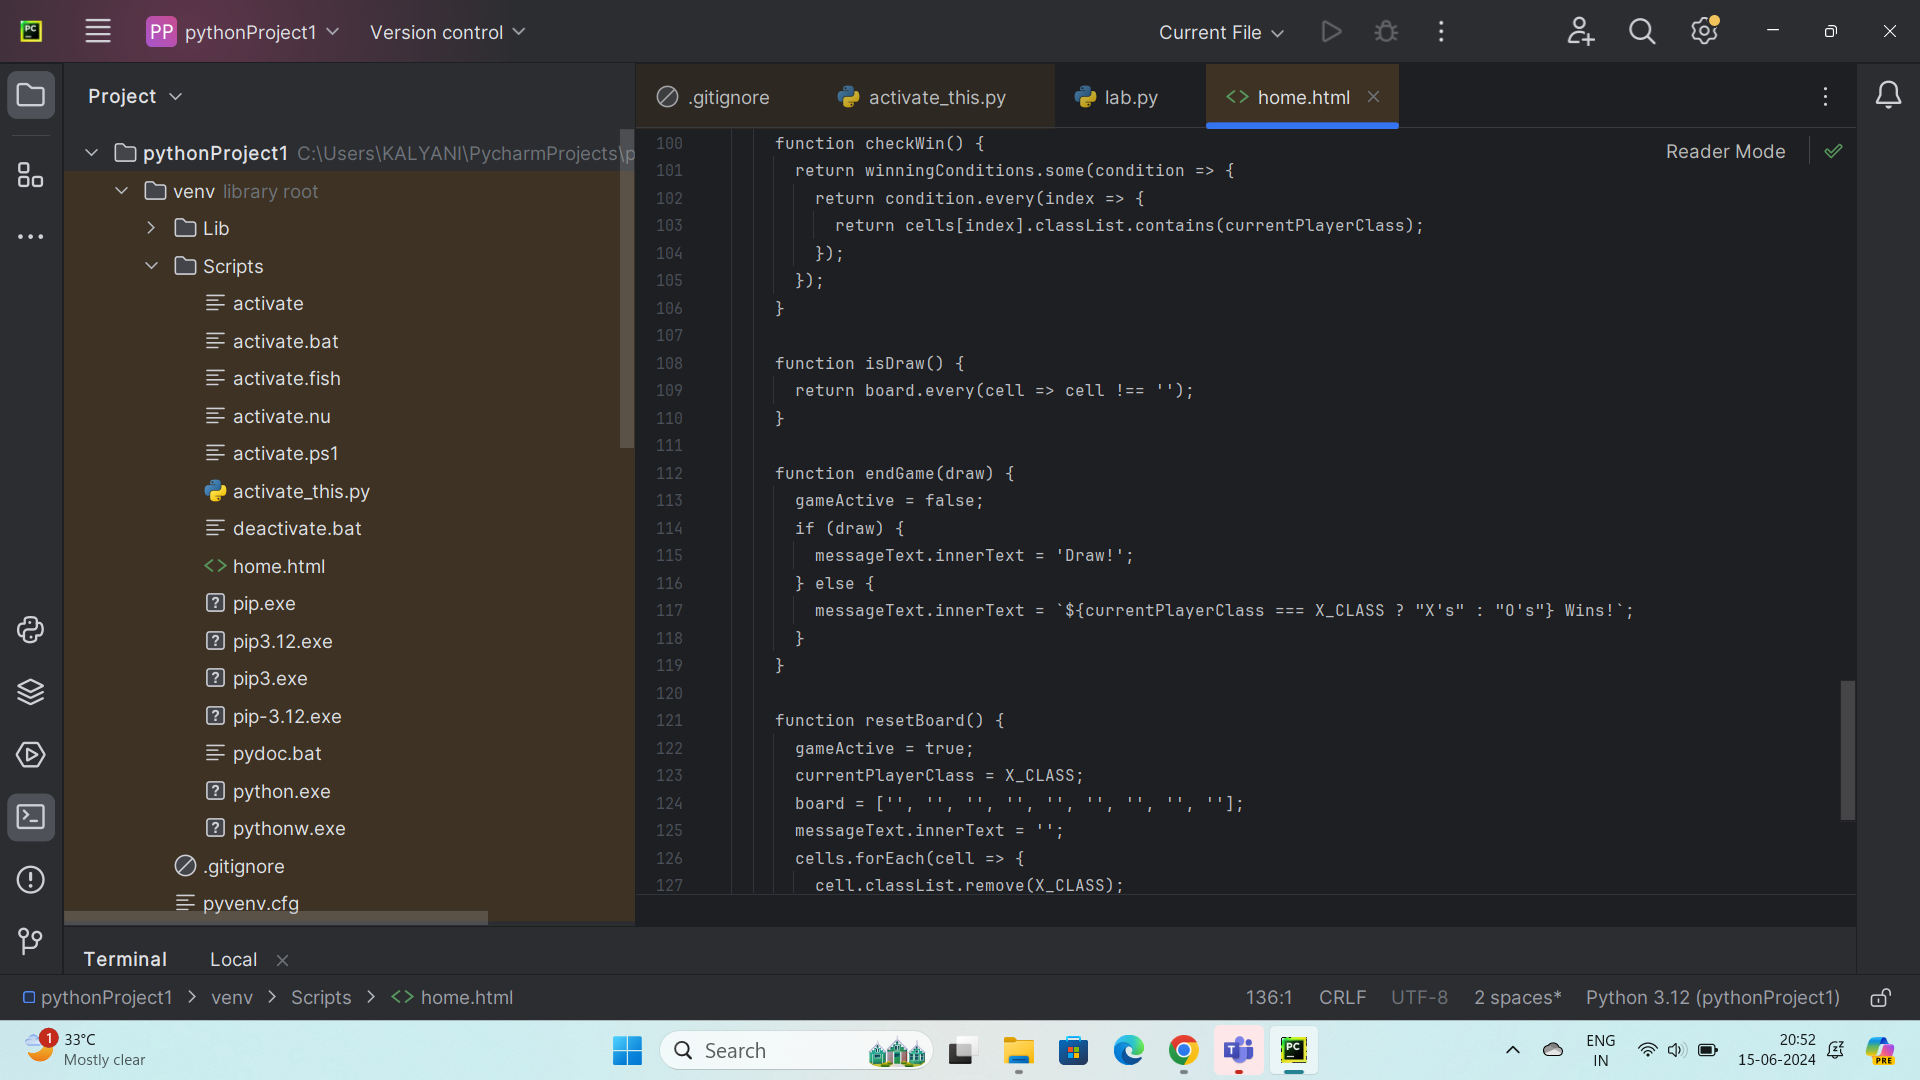 PC
PP pythonProject1
Version control
Current File
Project
.gitignore
activate_this.py
lab.py
home.html
pythonProject1 C:\Users\KALYANI\PycharmProjects\p
venv library root
Lib
Scripts
activate
activate.bat
activate.fish
activate.nu
activate.ps1
activate_this.py
deactivate.bat
home.html
pip.exe
pip3.12.exe
pip3.exe
pip-3.12.exe
pydoc.bat
python.exe
pythonw.exe
.gitignore
pyvenv.cfg
Reader Mode
100 function checkWin() {
101 return winningConditions.some(condition => {
102 return condition.every(index => {
103 return cells[index].classList.contains(currentPlayerClass);
104 });
105 });
106 }
107
108 function isDraw() {
109 return board.every(cell => cell !== '');
110 }
111
112 function endGame(draw) {
113 gameActive = false;
114 if (draw) {
115 messageText.innerText = 'Draw!';
116 } else {
117 messageText.innerText = `${currentPlayerClass === X_CLASS ? "X's" : "O's"} Wins!`;
118 }
119 }
120
121 function resetBoard() {
122 gameActive = true;
123 currentPlayerClass = X_CLASS;
124 board = ['', '', '', '', '', '', '', '', ''];
125 messageText.innerText = '';
126 cells.forEach(cell => {
127 cell.classList.remove(X_CLASS);
Terminal
Local
pythonProject1 > venv > Scripts > home.html
136:1
CRLF
UTF-8
2 spaces*
Python 3.12 (pythonProject1)
1
33°C
Mostly clear
Search
PC
ENG
IN
20:52
15-06-2024
PRE